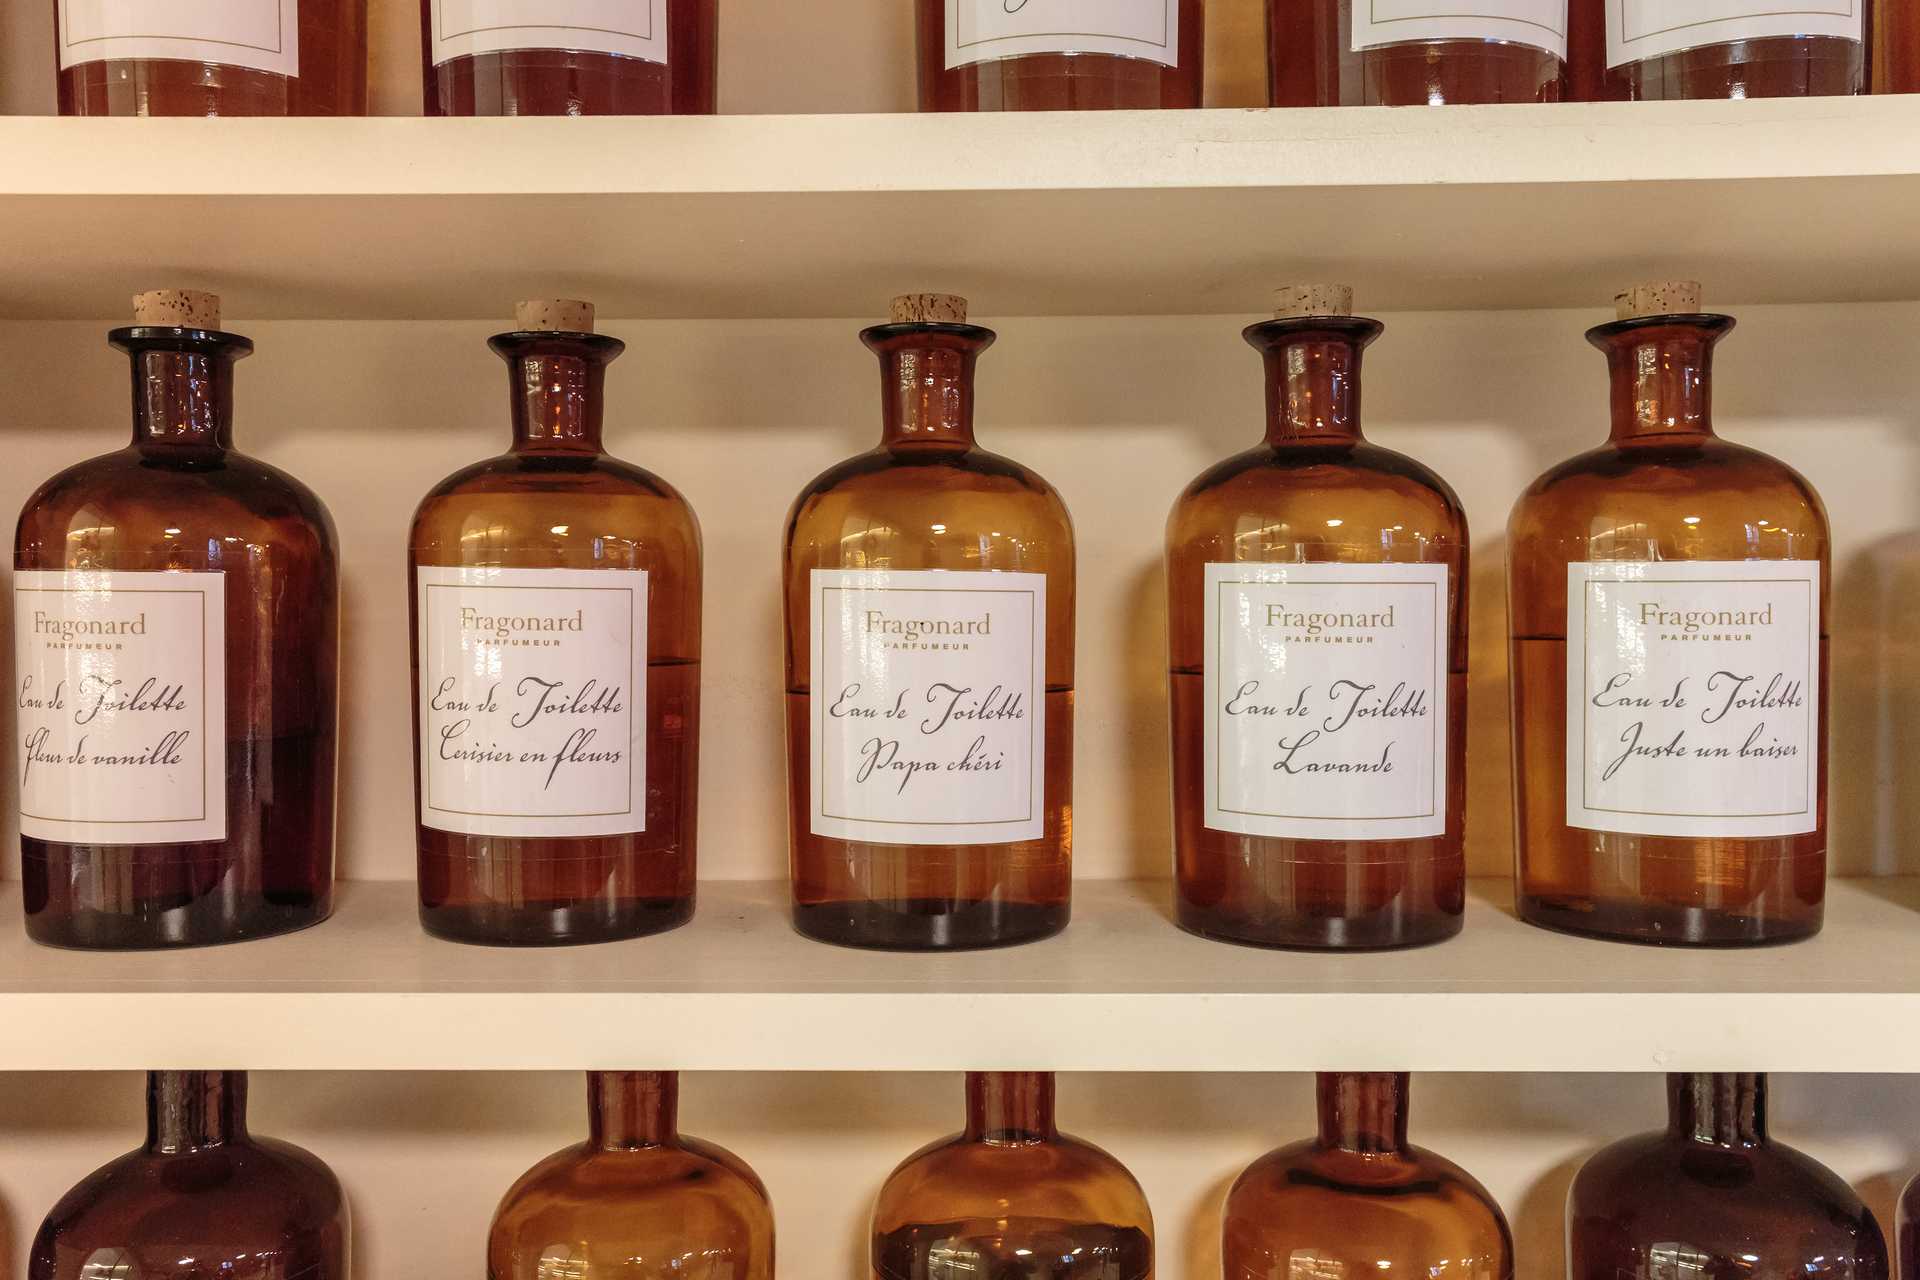 Fragonard
PARFUMEUR
Eau de Toilette
fleur de vanille
Fragonard
PARFUMEUR
Eau de Toilette
Cerisier en fleurs
Fragonard
PARFUMEUR
Eau de Toilette
Papa chéri
Fragonard
PARFUMEUR
Eau de Toilette
Lavande
Fragonard
PARFUMEUR
Eau de Toilette
Juste un baiser